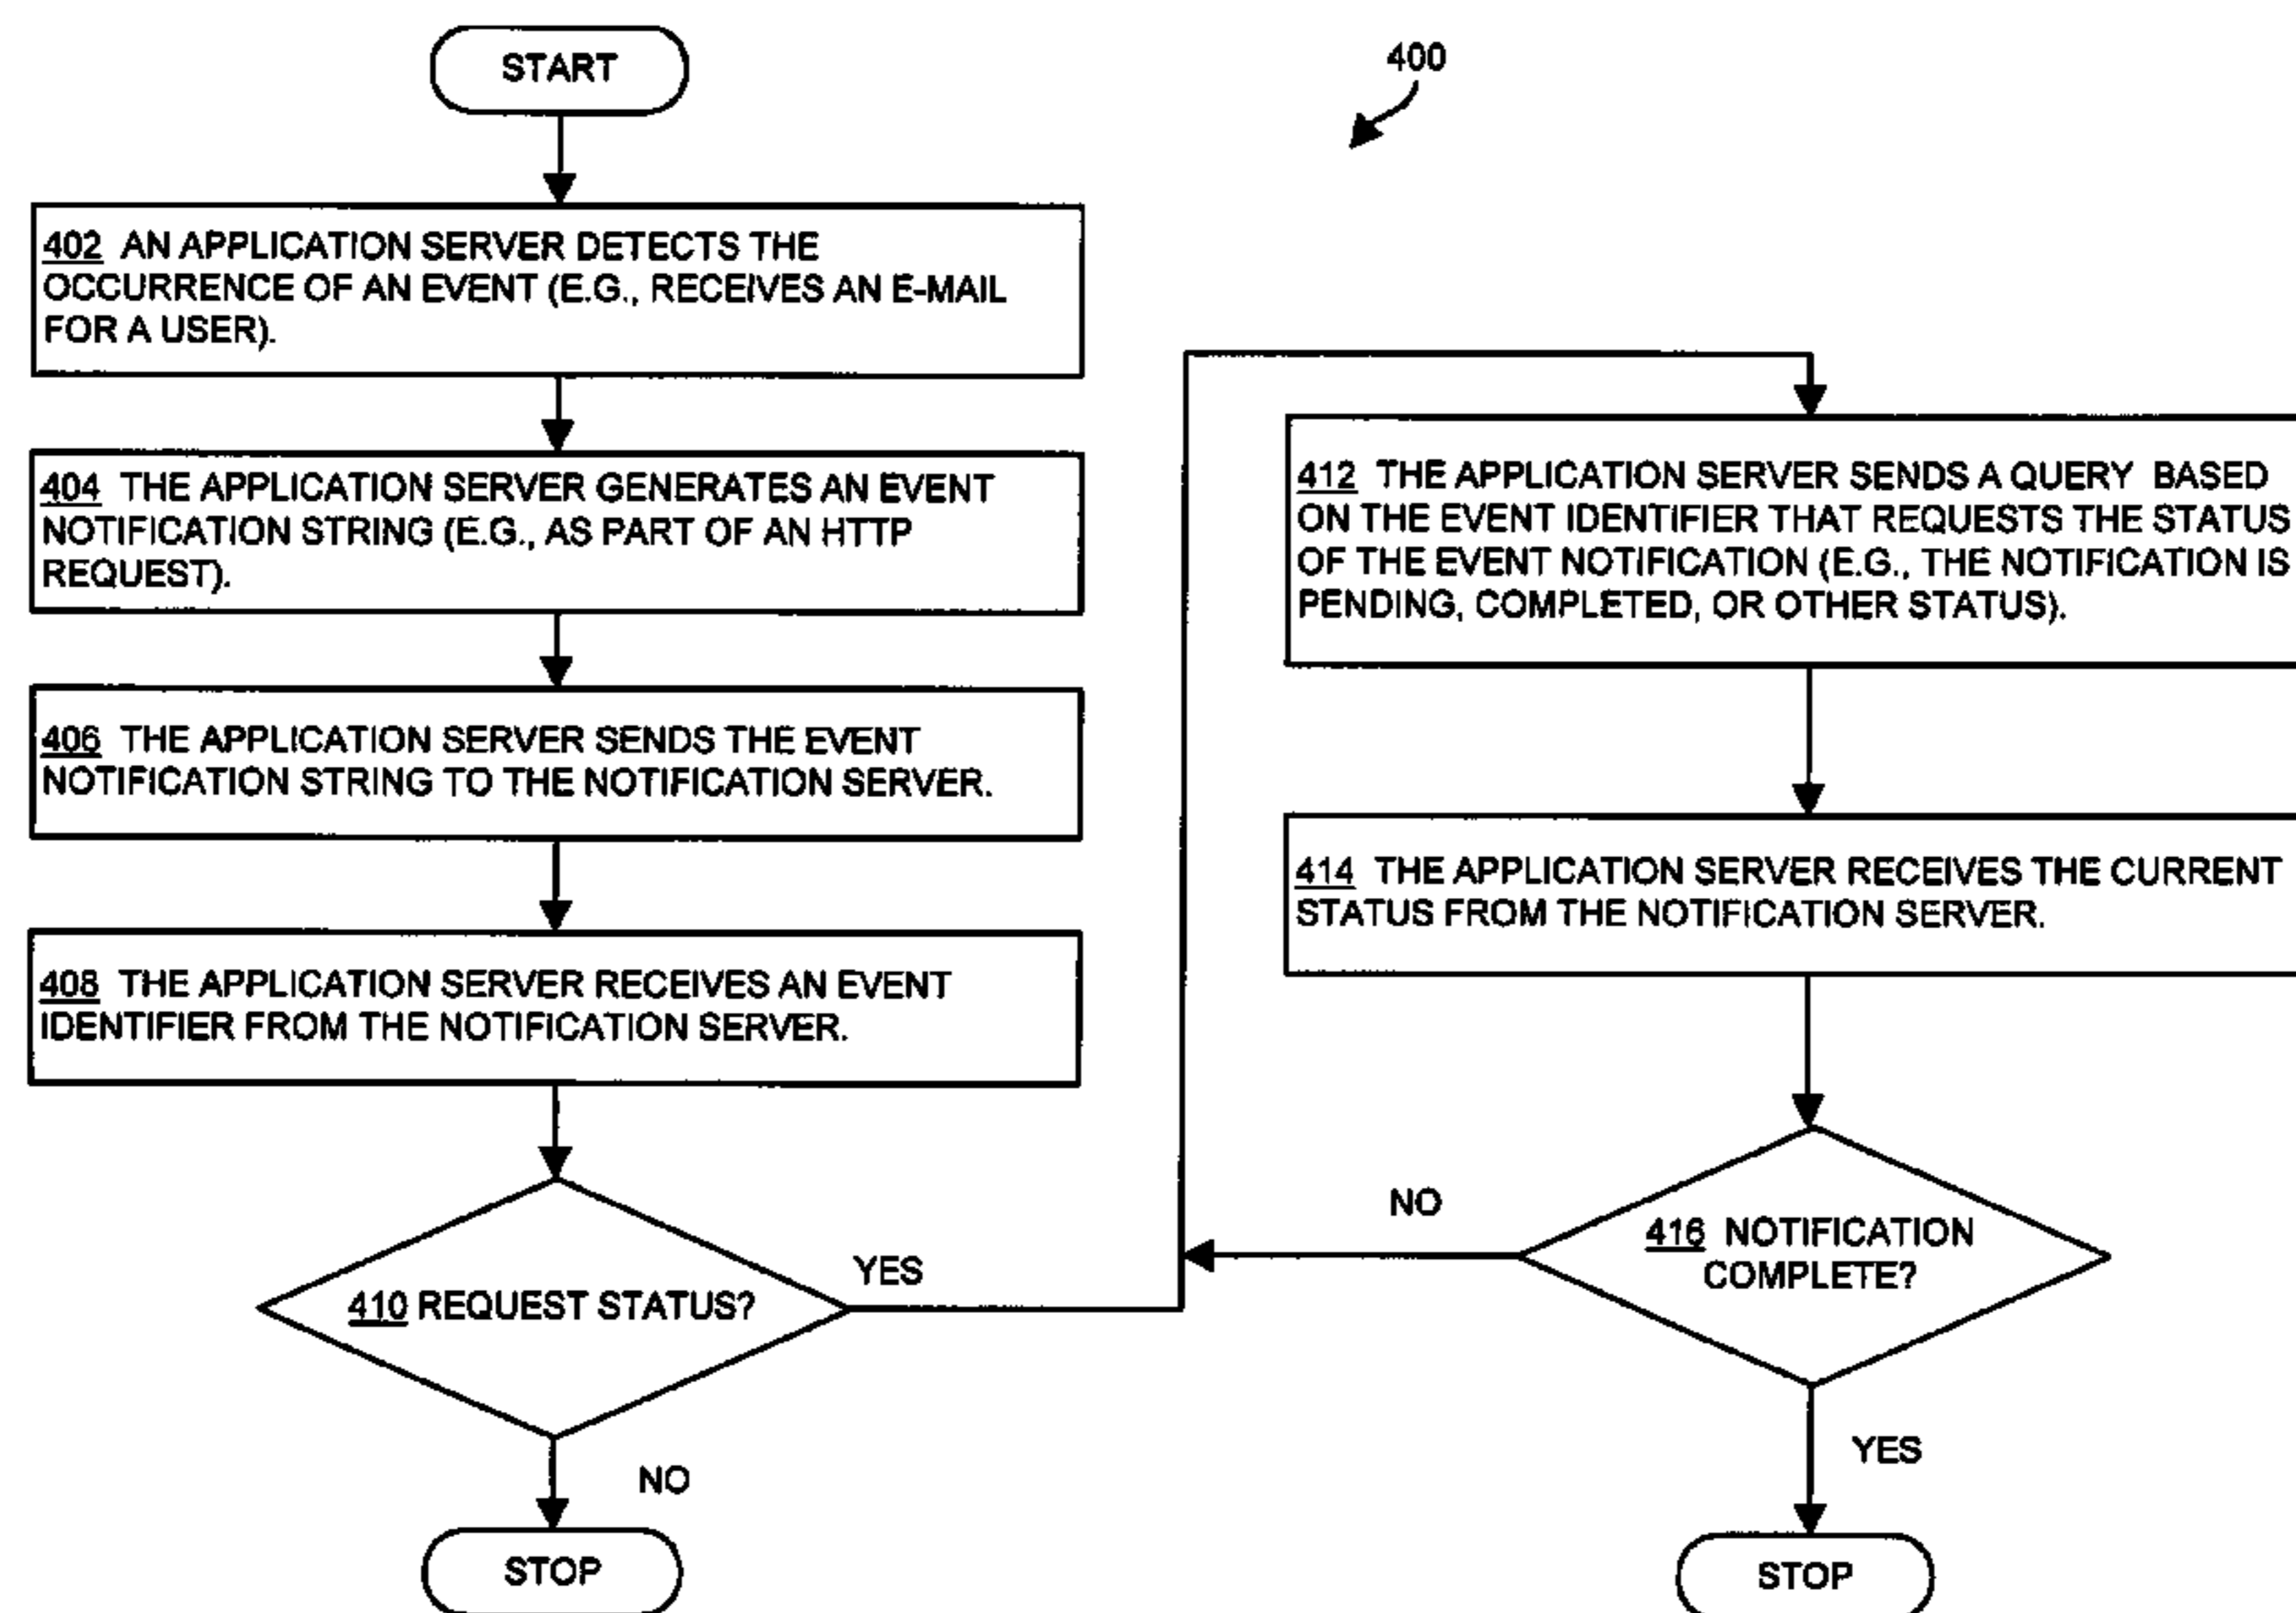 START
400
402 AN APPLICATION SERVER DETECTS THE
OCCURRENCE OF AN EVENT (E.G., RECEIVES AN E-MAIL
FOR A USER).
404 THE APPLICATION SERVER GENERATES AN EVENT
NOTIFICATION STRING (E.G., AS PART OF AN HTTP
REQUEST).
406 THE APPLICATION SERVER SENDS THE EVENT
NOTIFICATION STRING TO THE NOTIFICATION SERVER.
408 THE APPLICATION SERVER RECEIVES AN EVENT
IDENTIFIER FROM THE NOTIFICATION SERVER.
410 REQUEST STATUS?
YES
NO
STOP
412 THE APPLICATION SERVER SENDS A QUERY BASED
ON THE EVENT IDENTIFIER THAT REQUESTS THE STATUS
OF THE EVENT NOTIFICATION (E.G., THE NOTIFICATION IS
PENDING, COMPLETED, OR OTHER STATUS).
414 THE APPLICATION SERVER RECEIVES THE CURRENT
STATUS FROM THE NOTIFICATION SERVER.
NO
416 NOTIFICATION
COMPLETE?
YES
STOP